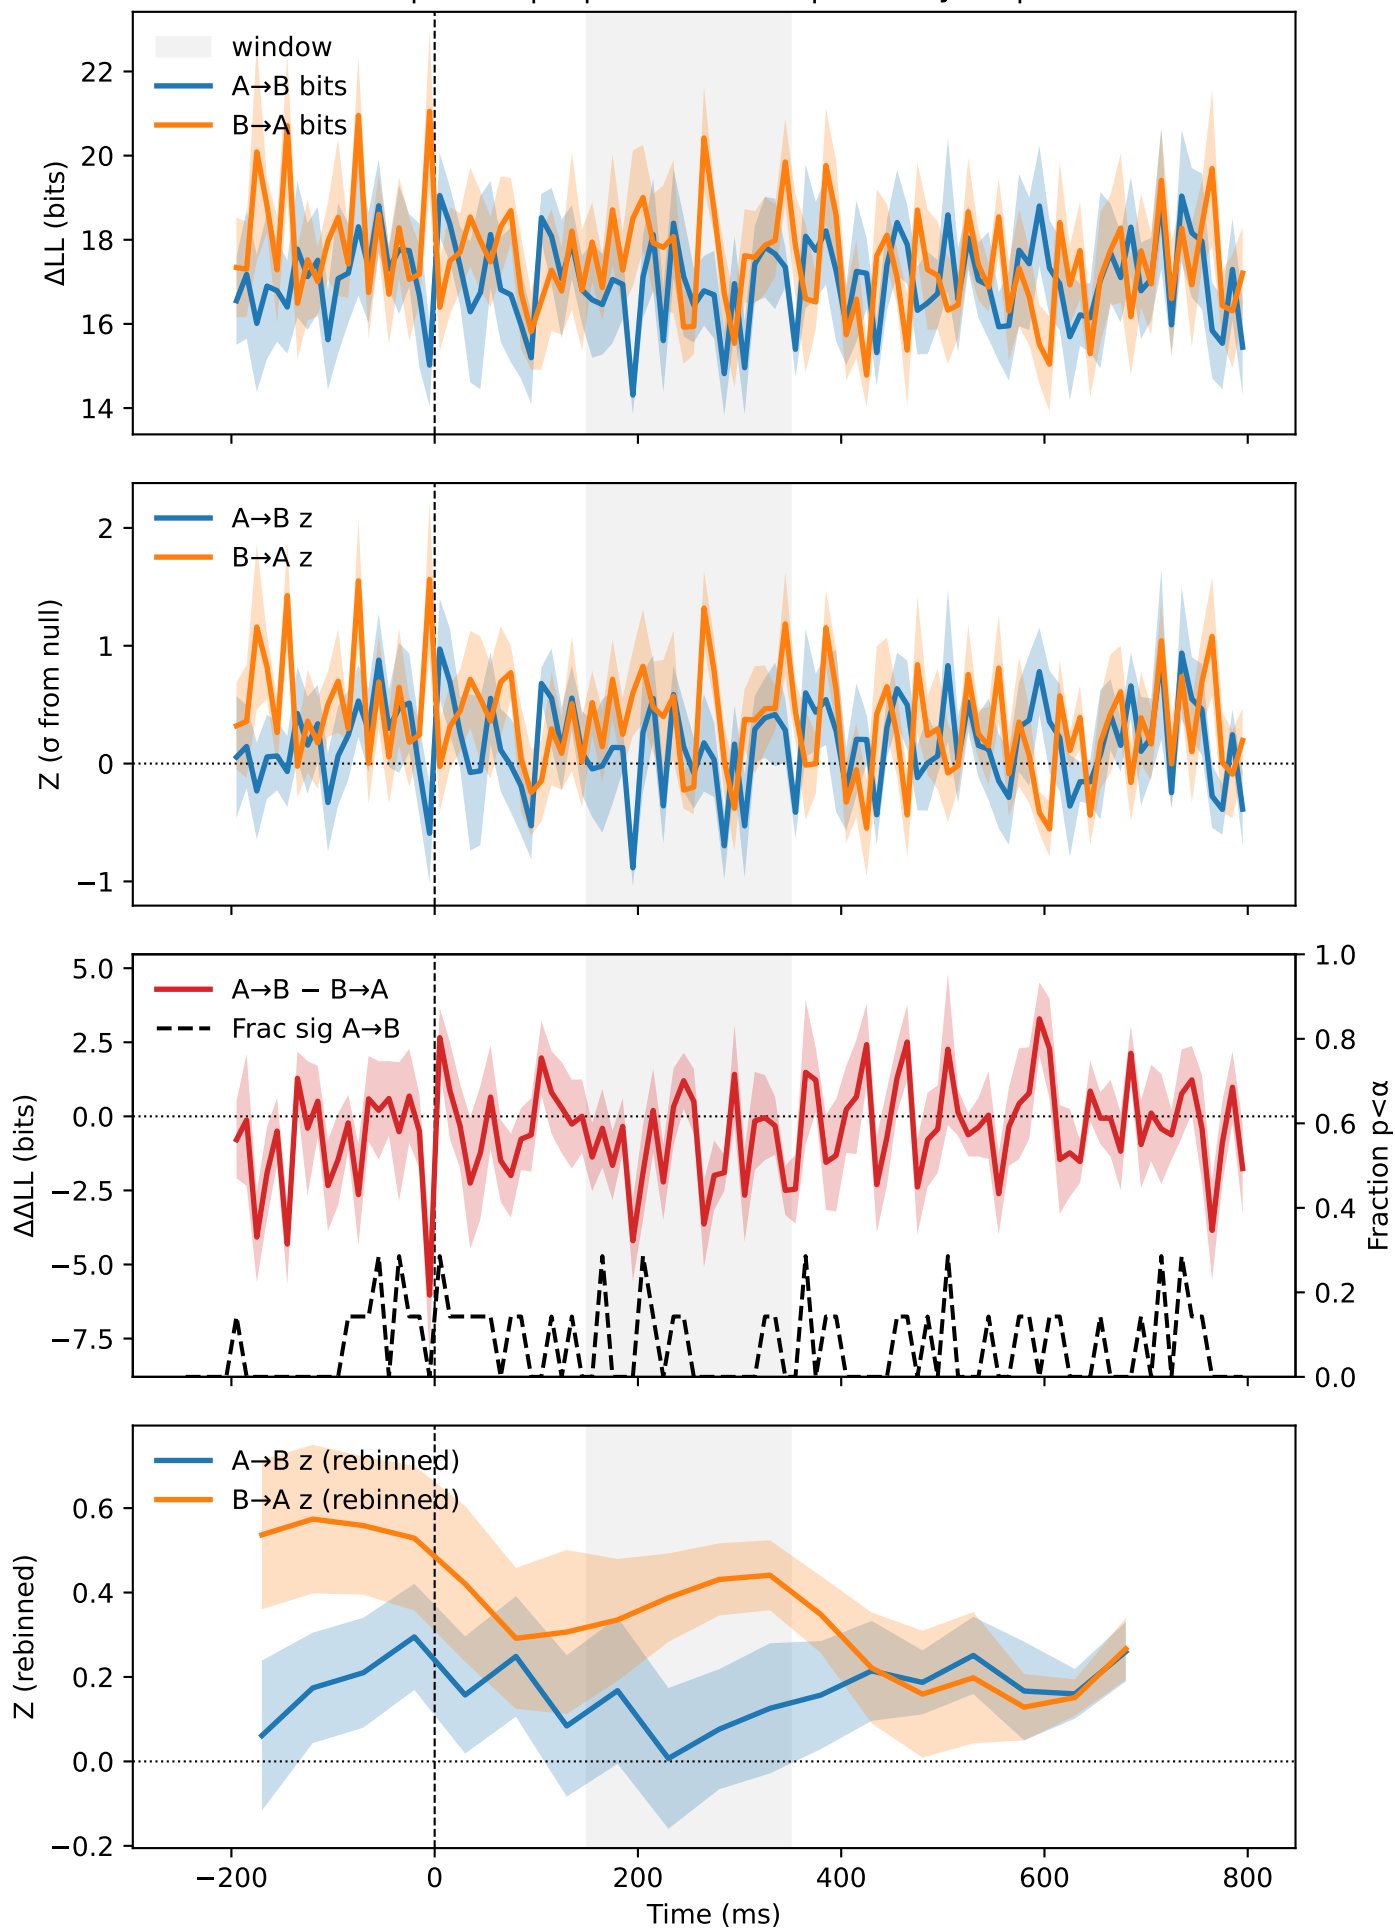 window
A→B bits
B→A bits
ΔLL (bits)
22
20
18
16
14
A→B z
B→A z
Z (σ from null)
2
1
0
−1
A→B − B→A
Frac sig A→B
ΔΔLL (bits)
5.0
2.5
0.0
−2.5
−5.0
−7.5
1.0
0.8
0.6
0.4
0.2
0.0
Fraction p<α
A→B z (rebinned)
B→A z (rebinned)
Z (rebinned)
0.6
0.4
0.2
0.0
−0.2
−200
0
200
400
600
800
Time (ms)